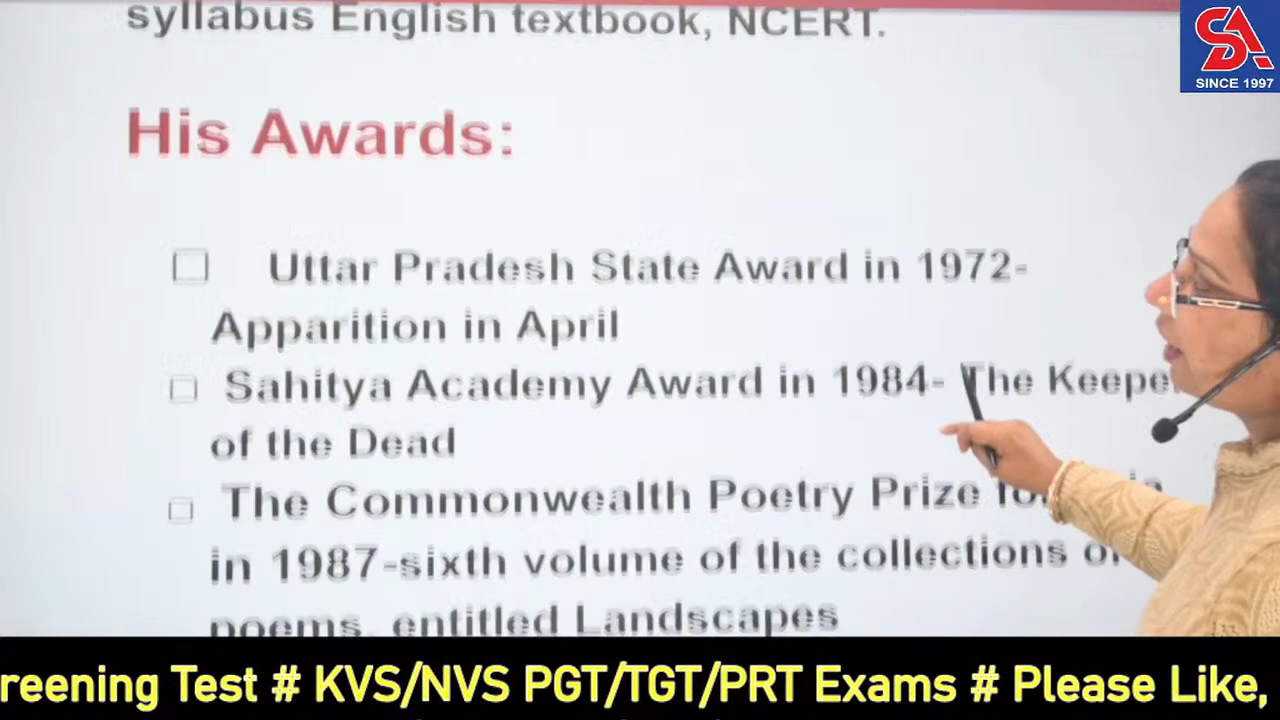 syllabus English textbook, NCERT.
SA
SINCE 1997
His Awards:
Uttar Pradesh State Award in 1972-
Apparition in April
Sahitya Academy Award in 1984- The Keepe
of the Dead
The Commonwealth Poetry Prize
in 1987-sixth volume of the collections
poems, entitled Landscapes
reening Test # KVS/NVS PGT/TGT/PRT Exams # Please Like,